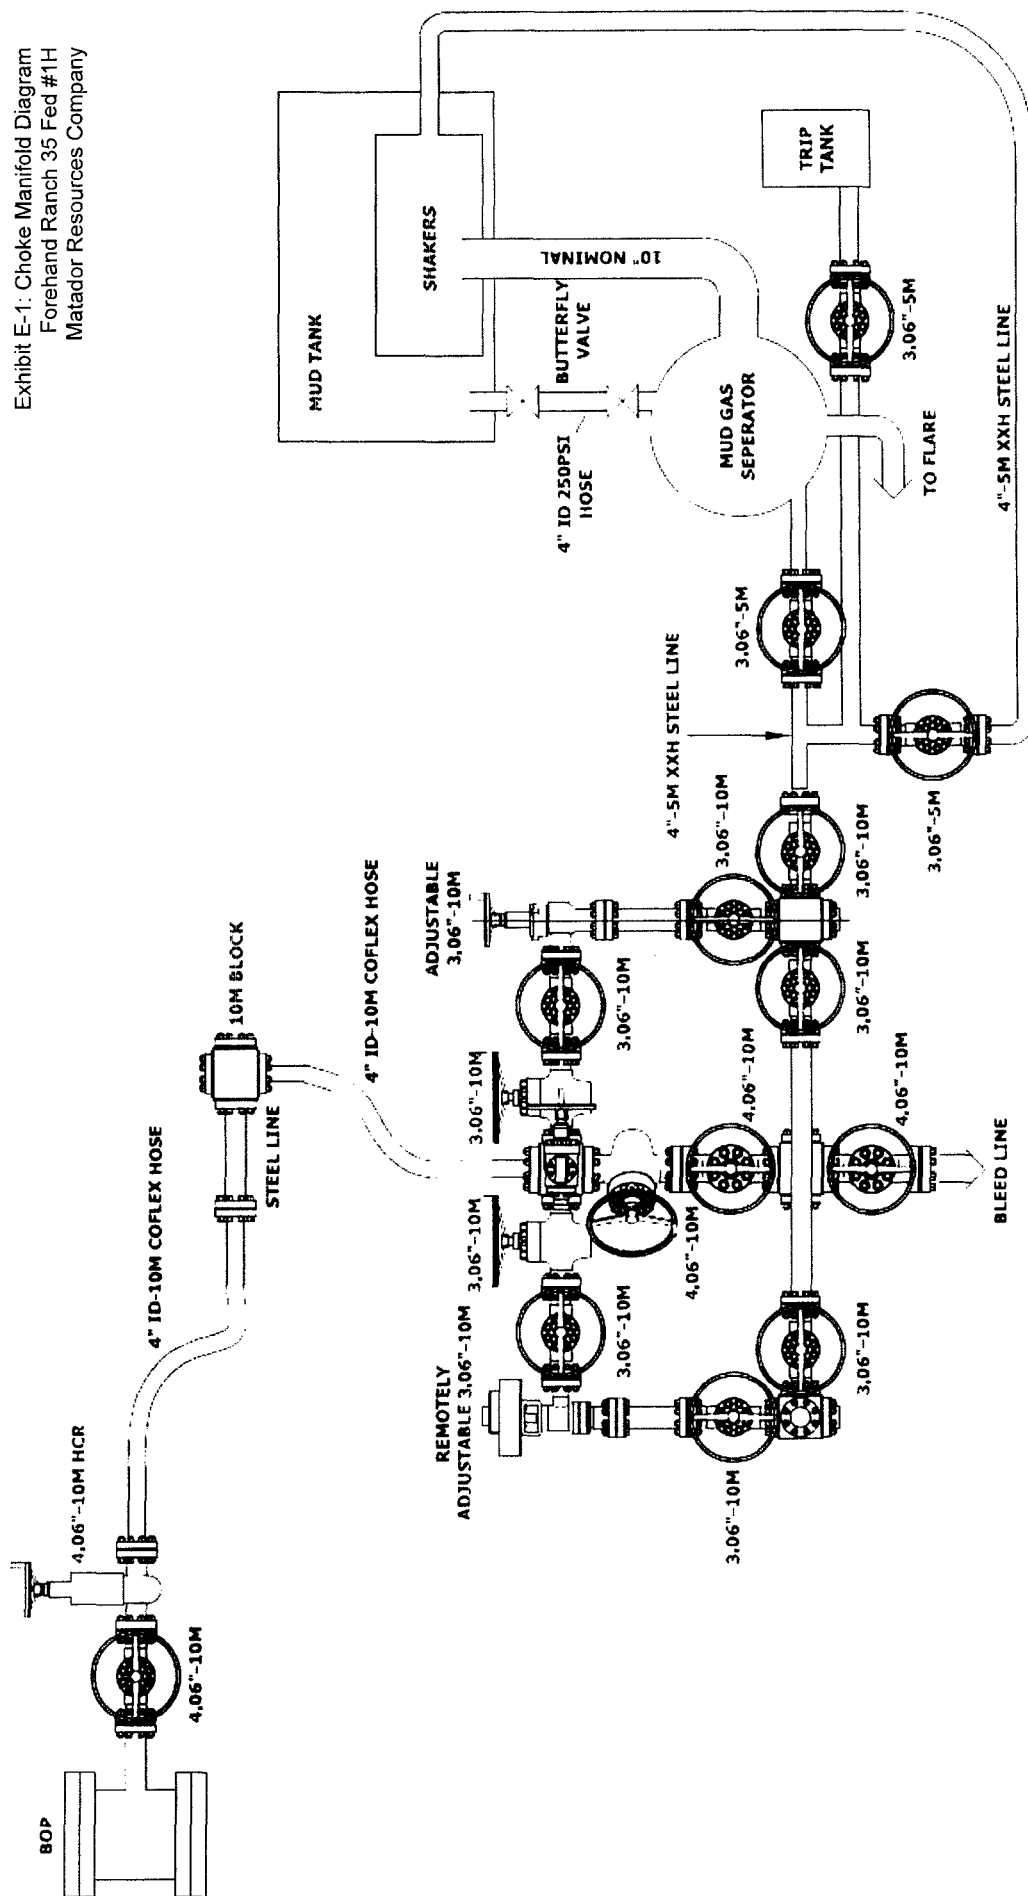 Exhibit E-1: Choke Manifold Diagram
Forehand Ranch 35 Fed #1H
Matador Resources Company
BOP
4.06"-10M
4.06"-10M HCR
4" ID-10M COFLEX HOSE
STEEL LINE
10M BLOCK
4" ID-10M COFLEX HOSE
REMOTELY
ADJUSTABLE 3.06"-10M
3.06"-10M
3.06"-10M
ADJUSTABLE
3.06"-10M
3.06"-10M
3.06"-10M
4.06"-10M
4.06"-10M
3.06"-10M
3.06"-10M
3.06"-10M
4.06"-10M
3.06"-10M
3.06"-10M
BLEED LINE
3.06"-10M
4"-5M XXH STEEL LINE
3.06"-5M
3.06"-5M
4" ID 250PSI
HOSE
BUTTERFLY
VALVE
10" NOMINAL
MUD TANK
SHAKERS
MUD GAS
SEPERATOR
TO FLARE
TRIP
TANK
3.06"-5M
4"-5M XXH STEEL LINE